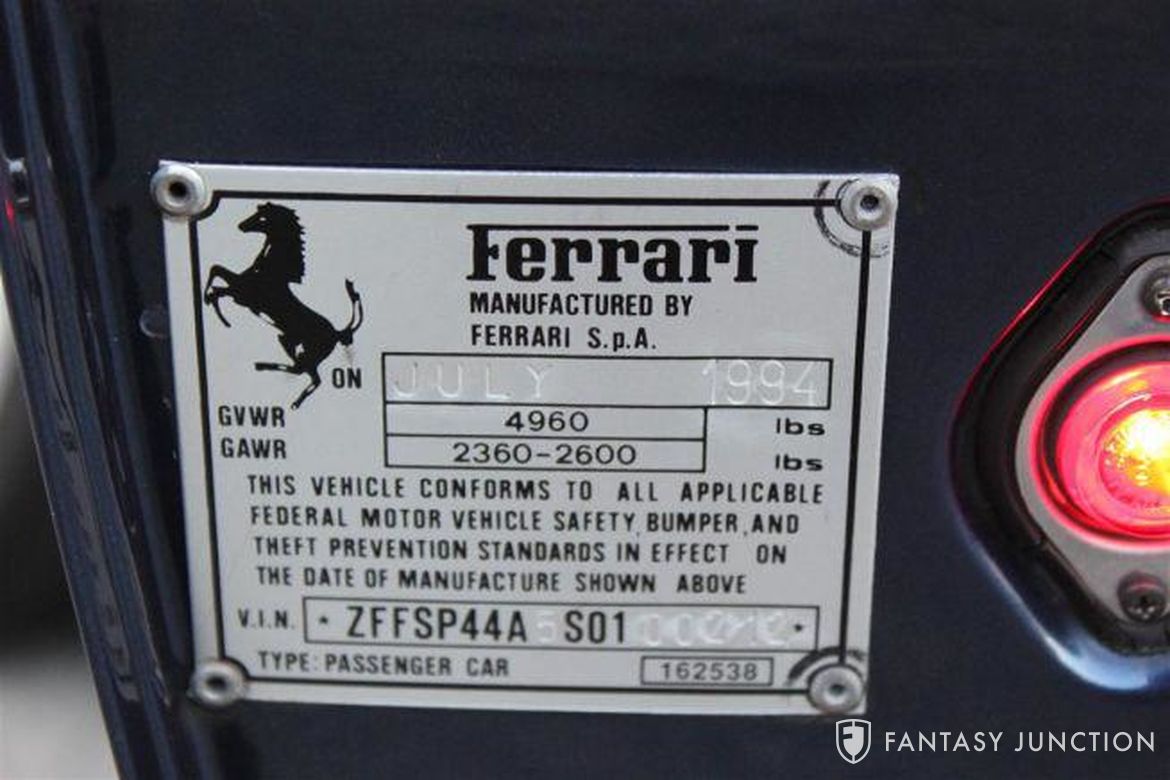 Ferrari
MANUFACTURED BY
FERRARI S.p.A.
ON JULY 1994
GVWR 4960 lbs
GAWR 2360-2600 lbs
THIS VEHICLE CONFORMS TO ALL APPLICABLE
FEDERAL MOTOR VEHICLE SAFETY, BUMPER, AND
THEFT PREVENTION STANDARDS IN EFFECT ON
THE DATE OF MANUFACTURE SHOWN ABOVE
V.I.N. * ZFFSP44A S01 *
TYPE: PASSENGER CAR 162538
FANTASY JUNCTION